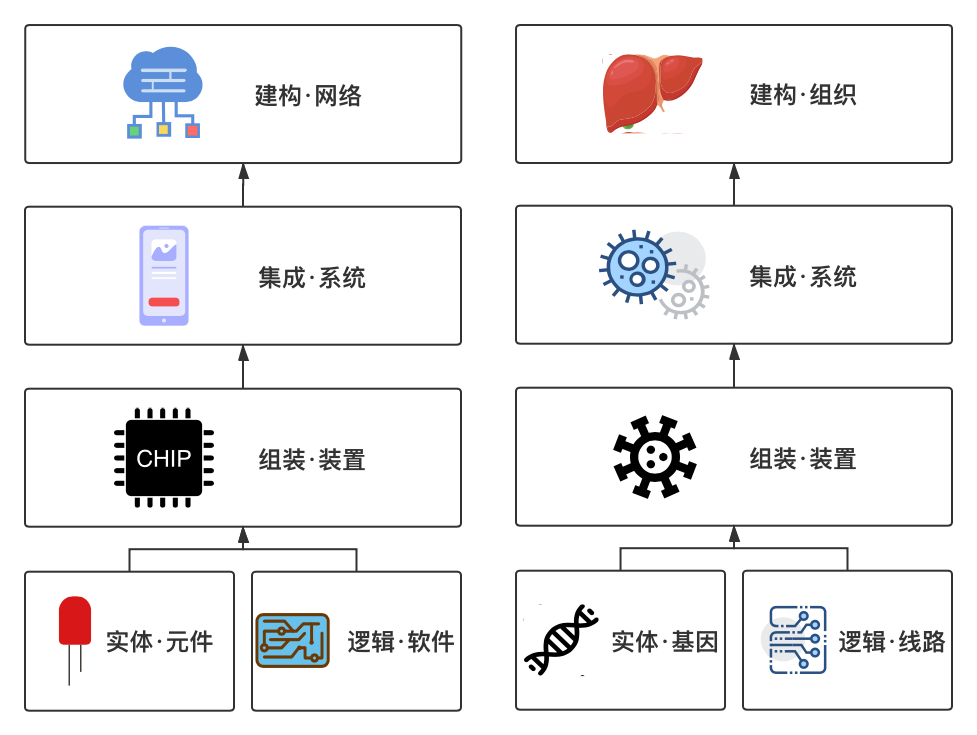 建构·网络
建构·组织
集成·系统
集成·系统
CHIP
组装·装置
组装·装置
实体·元件
逻辑·软件
实体·基因
逻辑·线路